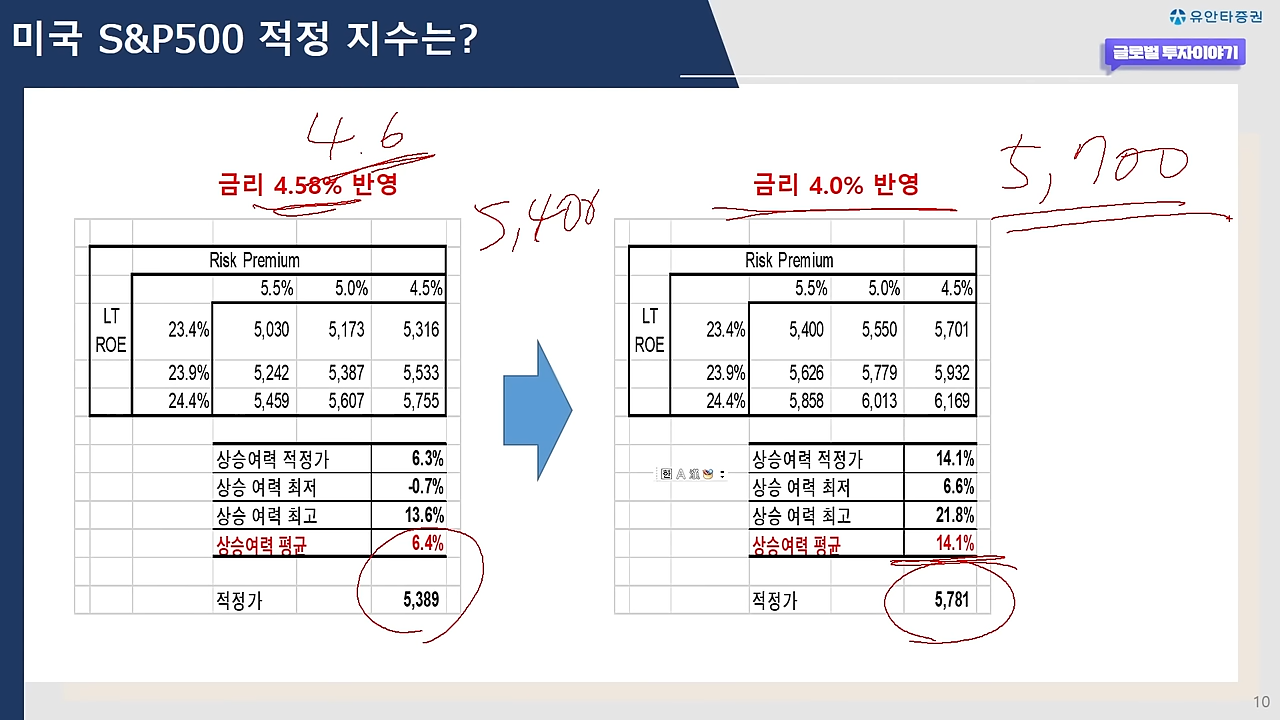 미국 S&P500 적정 지수는?
유안타증권
글로벌 투자이야기
4.6
5,700
금리 4.58% 반영
금리 4.0% 반영
5,400
Risk Premium
5.5% 5.0% 4.5%
LT ROE
23.4% 5,030 5,173 5,316
23.9% 5,242 5,387 5,533
24.4% 5,459 5,607 5,755
상승여력 적정가 6.3%
상승 여력 최저 -0.7%
상승 여력 최고 13.6%
상승여력 평균 6.4%
적정가 5,389
Risk Premium
5.5% 5.0% 4.5%
LT ROE
23.4% 5,400 5,550 5,701
23.9% 5,626 5,779 5,932
24.4% 5,858 6,013 6,169
한 A 漢
상승여력 적정가 14.1%
상승 여력 최저 6.6%
상승 여력 최고 21.8%
상승여력 평균 14.1%
적정가 5,781
10